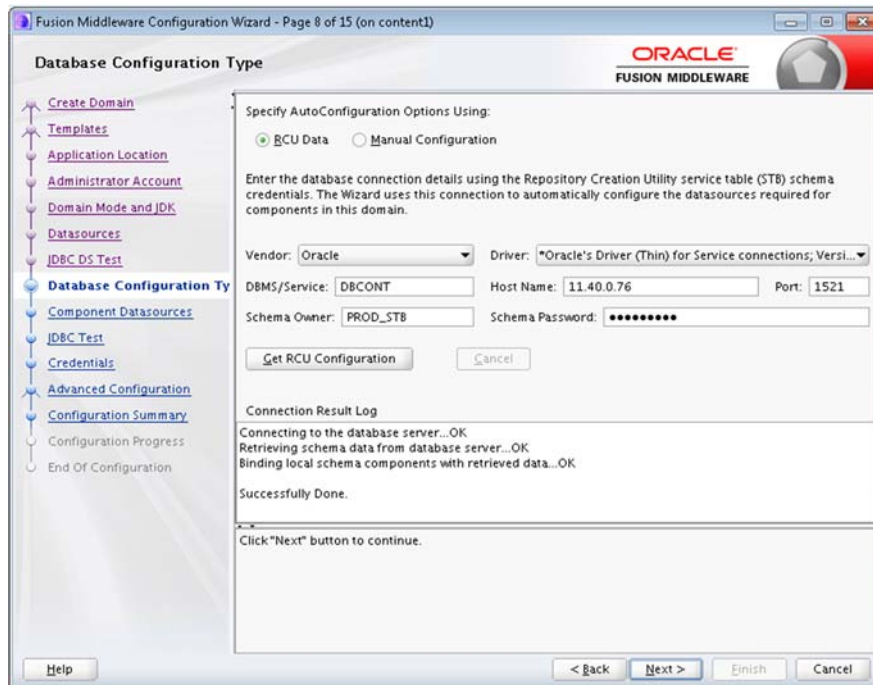 Fusion Middleware Configuration Wizard - Page 8 of 15 (on content1)
Database Configuration Type
ORACLE
FUSION MIDDLEWARE
Create Domain
Templates
Application Location
Administrator Account
Domain Mode and JDK
Datasources
JDBC DS Test
Database Configuration Ty
Component Datasources
JDBC Test
Credentials
Advanced Configuration
Configuration Summary
Configuration Progress
End Of Configuration
Specify AutoConfiguration Options Using:
RCU Data Manual Configuration
Enter the database connection details using the Repository Creation Utility service table (STB) schema
credentials. The Wizard uses this connection to automatically configure the datasources required for
components in this domain.
Vendor: Oracle Driver: *Oracle's Driver (Thin) for Service connections; Versi...
DBMS/Service: DBCONT Host Name: 11.40.0.76 Port: 1521
Schema Owner: PROD_STB Schema Password: •••••••••
Get RCU Configuration Cancel
Connection Result Log
Connecting to the database server...OK
Retrieving schema data from database server...OK
Binding local schema components with retrieved data...OK
Successfully Done.
Click "Next" button to continue.
Help < Back Next > Finish Cancel